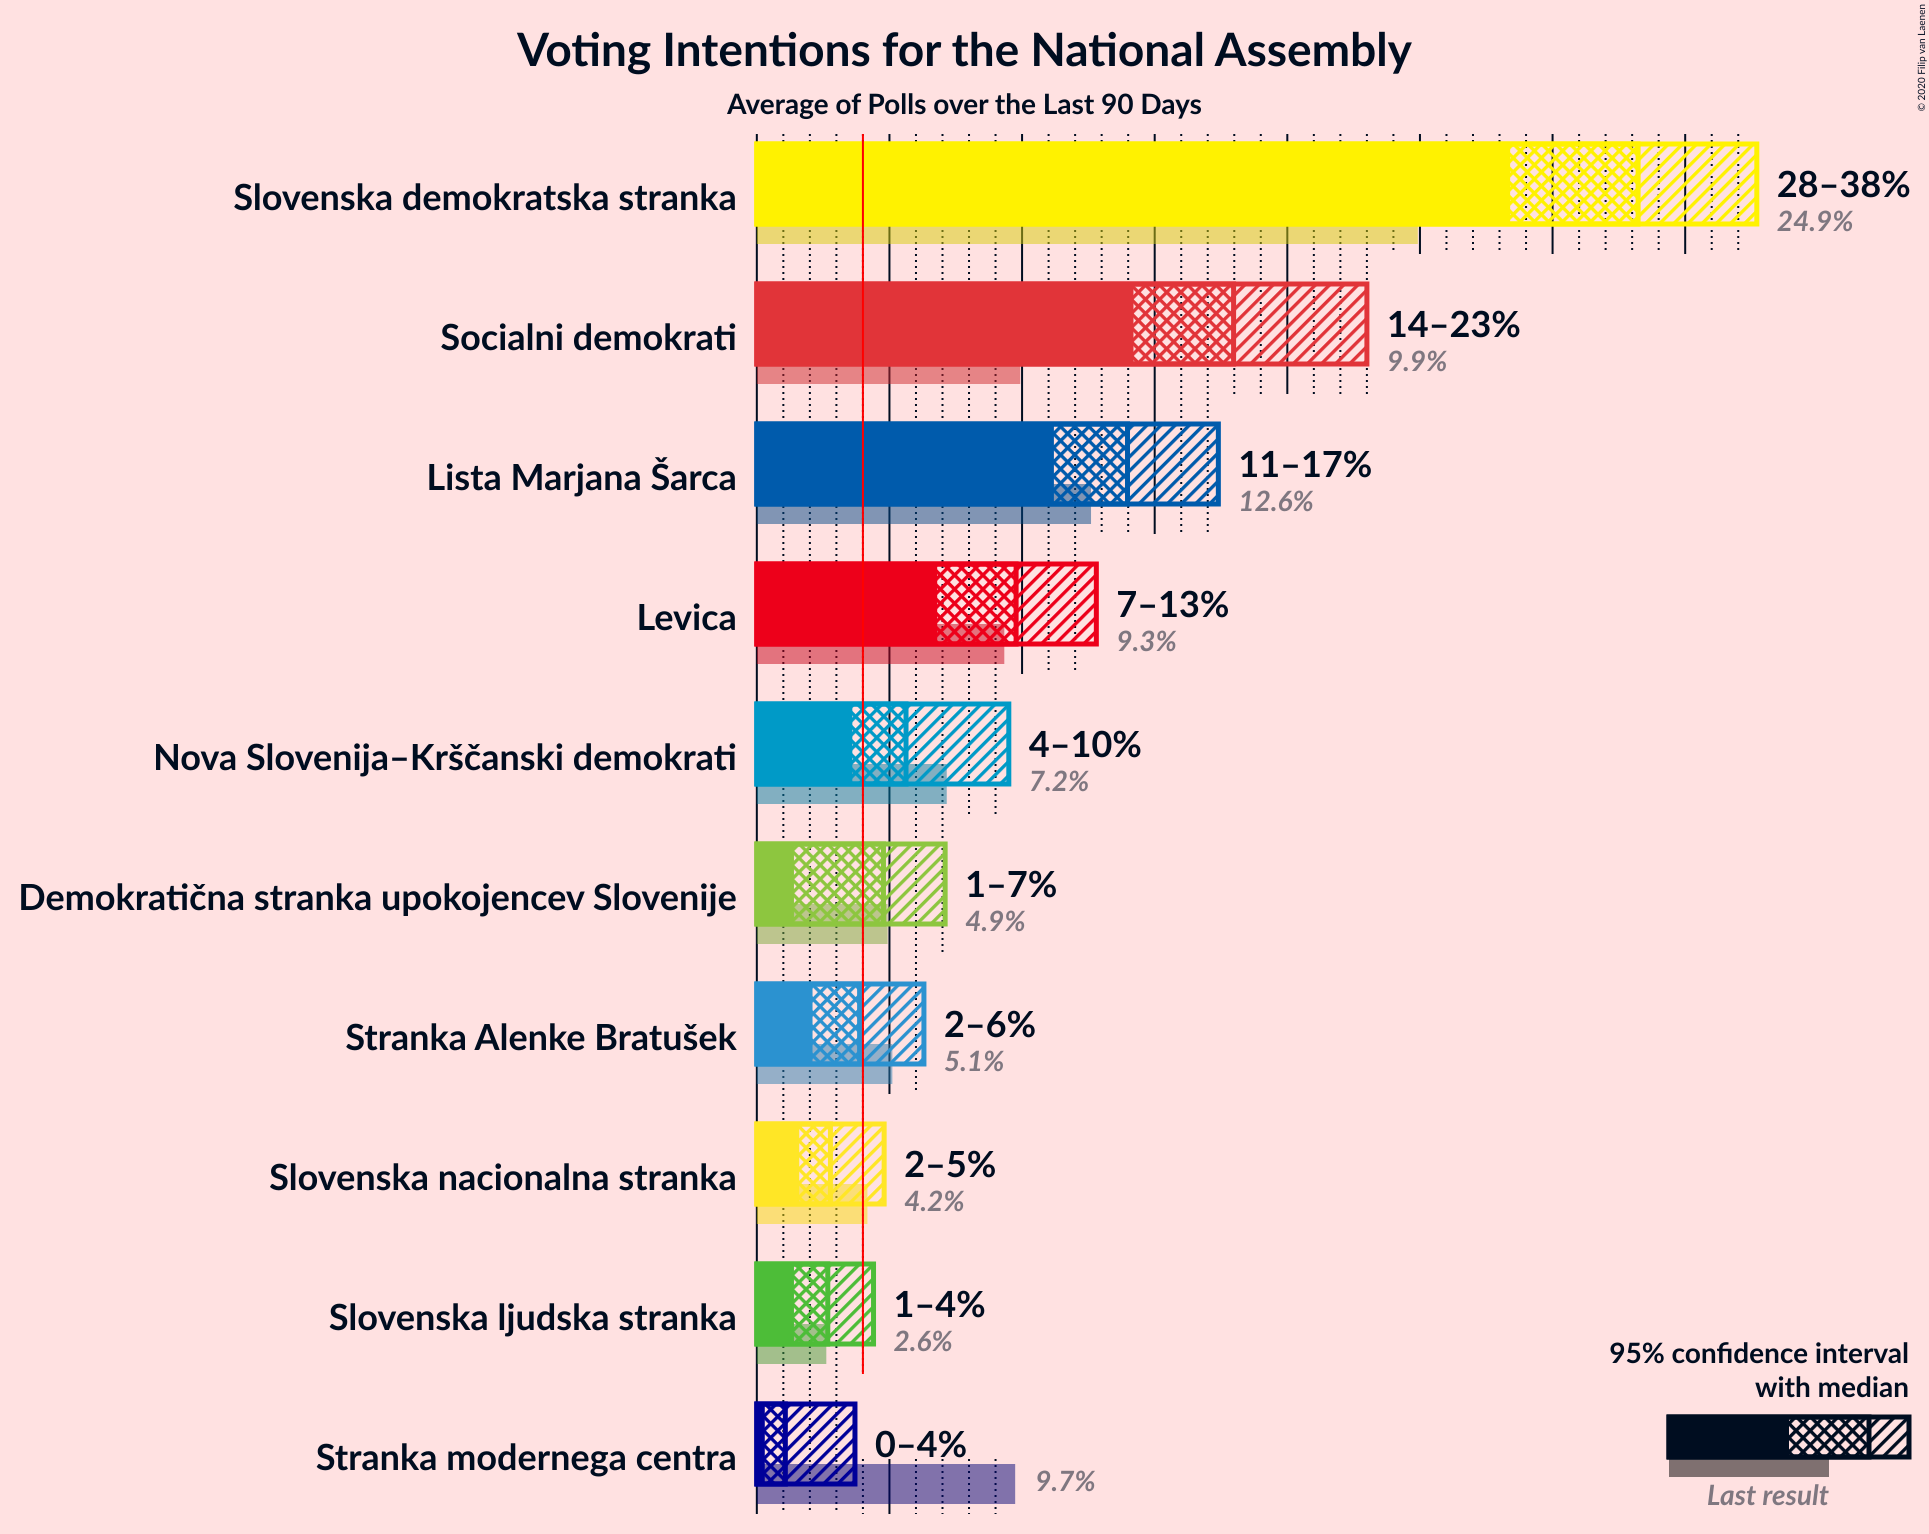 Voting Intentions for the National Assembly
Average of Polls over the Last 90 Days
© 2020 Filip van Laenen
Slovenska demokratska stranka
28–38%
24.9%
Socialni demokrati
14–23%
9.9%
Lista Marjana Šarca
11–17%
12.6%
Levica
7–13%
9.3%
Nova Slovenija–Krščanski demokrati
4–10%
7.2%
Demokratična stranka upokojencev Slovenije
1–7%
4.9%
Stranka Alenke Bratušek
2–6%
5.1%
Slovenska nacionalna stranka
2–5%
4.2%
Slovenska ljudska stranka
1–4%
2.6%
Stranka modernega centra
0–4%
9.7%
95% confidence interval
with median
Last result